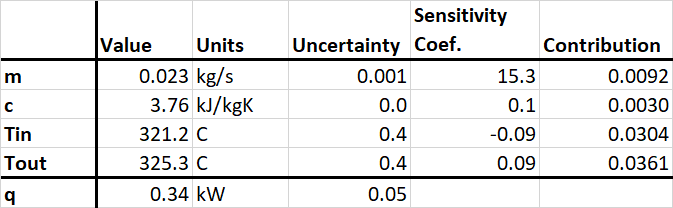 Value Units Uncertainty Sensitivity Coef. Contribution
m 0.023 kg/s 0.001 15.3 0.0092
c 3.76 kJ/kgK 0.0 0.1 0.0030
Tin 321.2 C 0.4 -0.09 0.0304
Tout 325.3 C 0.4 0.09 0.0361
q 0.34 kW 0.05